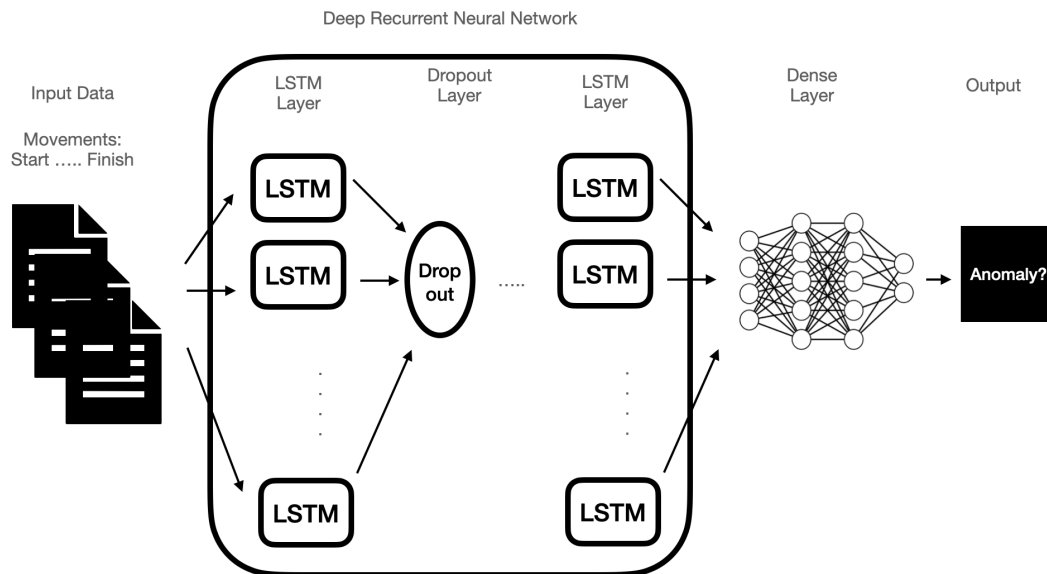 Deep Recurrent Neural Network
Input Data
Movements:
Start ..... Finish
LSTM
Layer
Dropout
Layer
LSTM
Layer
Dense
Layer
Output
LSTM
LSTM
LSTM
Drop
out
.....
LSTM
LSTM
LSTM
Anomaly?